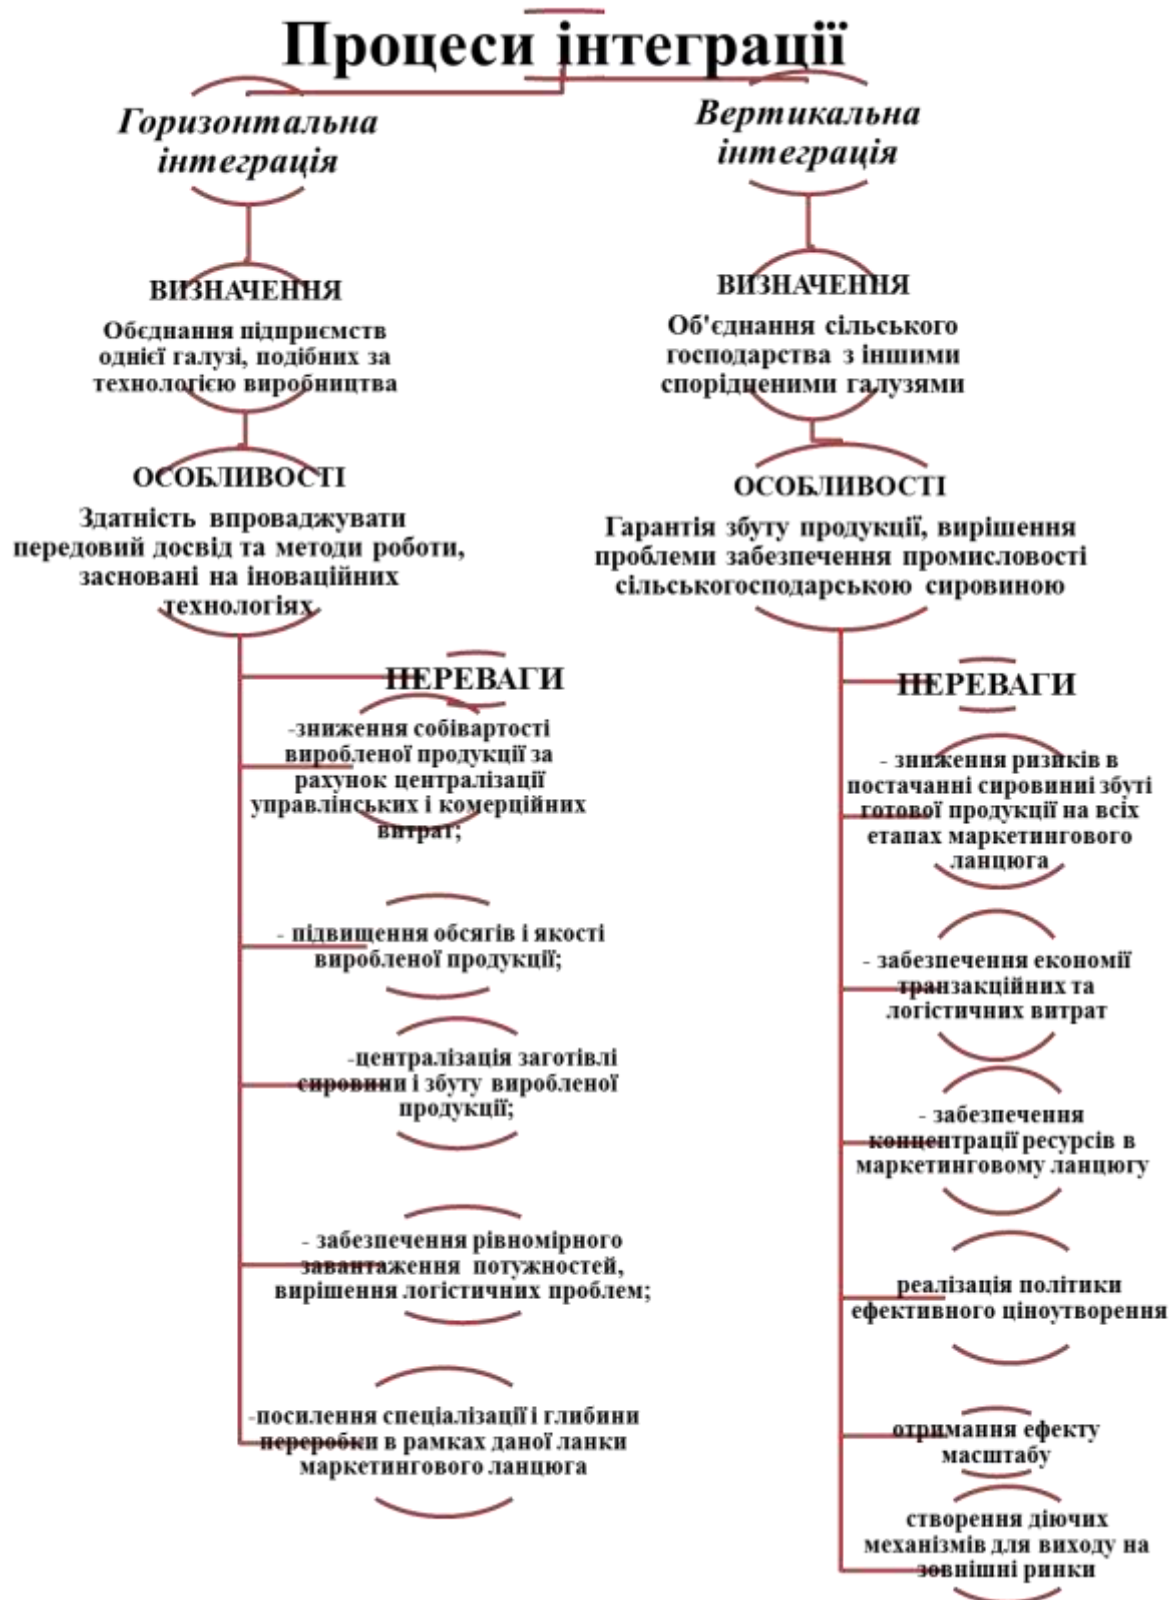 Процеси інтеграції
Горизонтальна
інтеграція
ВИЗНАЧЕННЯ
Обєднання підприємств
однієї галузі, подібних за
технологією виробництва
ОСОБЛИВОСТІ
Здатність впроваджувати
передовий досвід та методи роботи,
засновані на іноваційних
технологіях
ПЕРЕВАГИ
-зниження собівартості
виробленої продукції за
рахунок централізації
управлінських і комерційних
витрат;
- підвищення обсягів і якості
виробленої продукції;
-централізація заготівлі
сировини і збуту виробленої
продукції;
- забезпечення рівномірного
завантаження потужностей,
вирішення логістичних проблем;
-посилення спеціалізації і глибини
переробки в рамках даної ланки
маркетингового ланцюга
Вертикальна
інтеграція
ВИЗНАЧЕННЯ
Об'єднання сільського
господарства з іншими
спорідненими галузями
ОСОБЛИВОСТІ
Гарантія збуту продукції, вирішення
проблеми забезпечення промисловості
сільськогосподарською сировиною
ПЕРЕВАГИ
- зниження ризиків в
постачанні сировиниі збуті
готової продукції на всіх
етапах маркетингового
ланцюга
- забезпечення економії
транзакційних та
логістичних витрат
- забезпечення
концентрації ресурсів в
маркетинговому ланцюгу
реалізація політики
ефективного ціноутворення
отримання ефекту
масштабу
створення діючих
механізмів для виходу на
зовнішні ринки